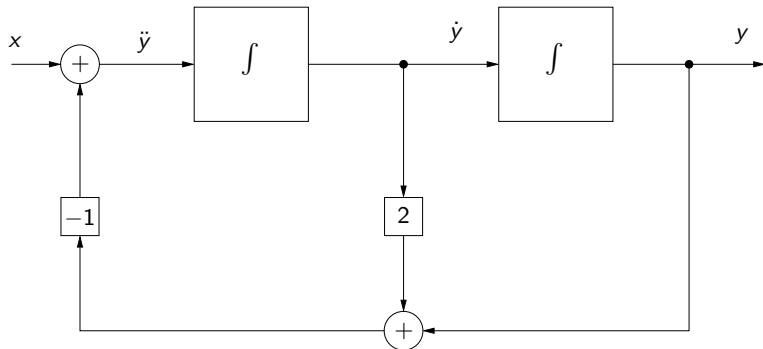 x
+
ÿ
∫
ẏ
∫
y
−1
2
+